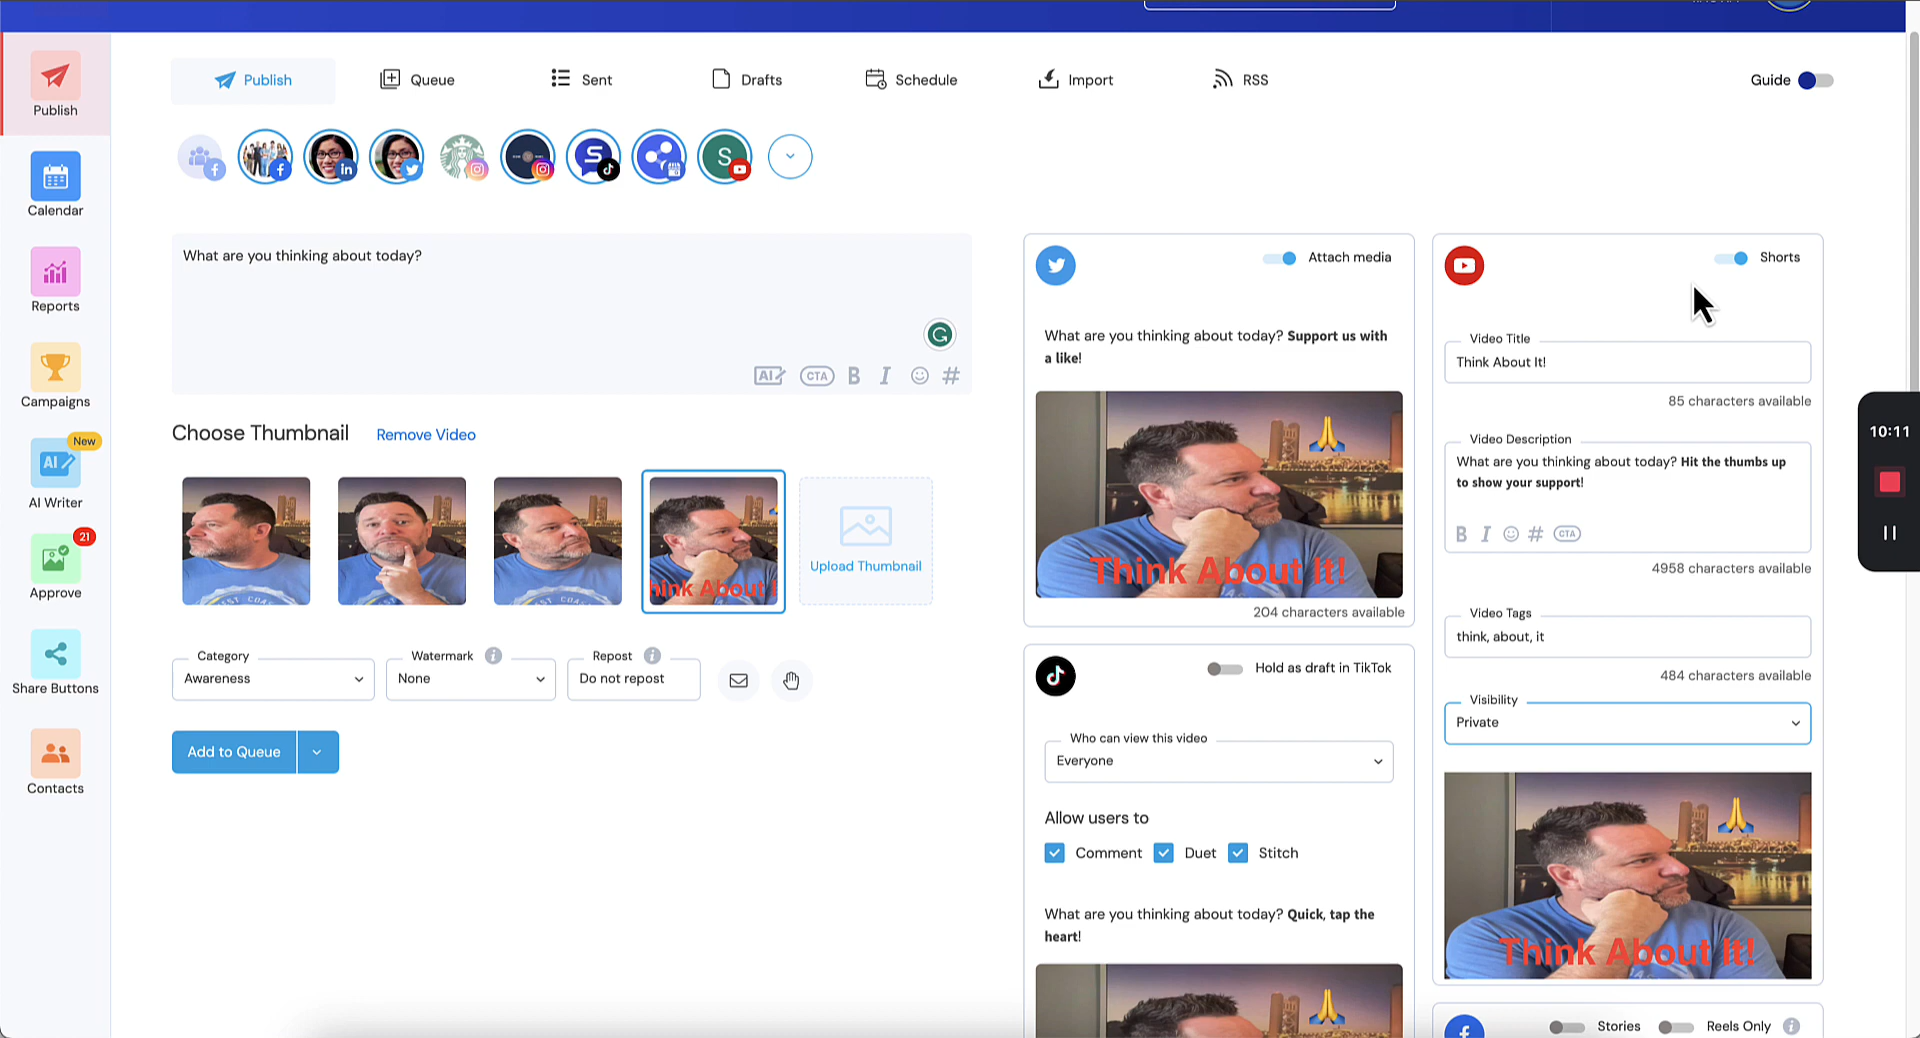 Publish
Queue
Sent
Drafts
Schedule
Import
RSS
Guide
Publish
Calendar
Reports
Campaigns
New
AI
AI Writer
21
Approve
Share Buttons
Contacts
in
S
S
What are you thinking about today?
AI
CTA
B
I
#
Choose Thumbnail
Remove Video
Upload Thumbnail
Category
Awareness
Watermark
None
Repost
Do not repost
Add to Queue
Attach media
What are you thinking about today? Support us with
a like!
Think About It!
204 characters available
Hold as draft in TikTok
Who can view this video
Everyone
Allow users to
Comment
Duet
Stitch
What are you thinking about today? Quick, tap the
heart!
Shorts
Video Title
Think About It!
85 characters available
Video Description
What are you thinking about today? Hit the thumbs up
to show your support!
B
I
#
CTA
4958 characters available
Video Tags
think, about, it
484 characters available
Visibility
Private
Think About It!
Stories
Reels Only
10:11